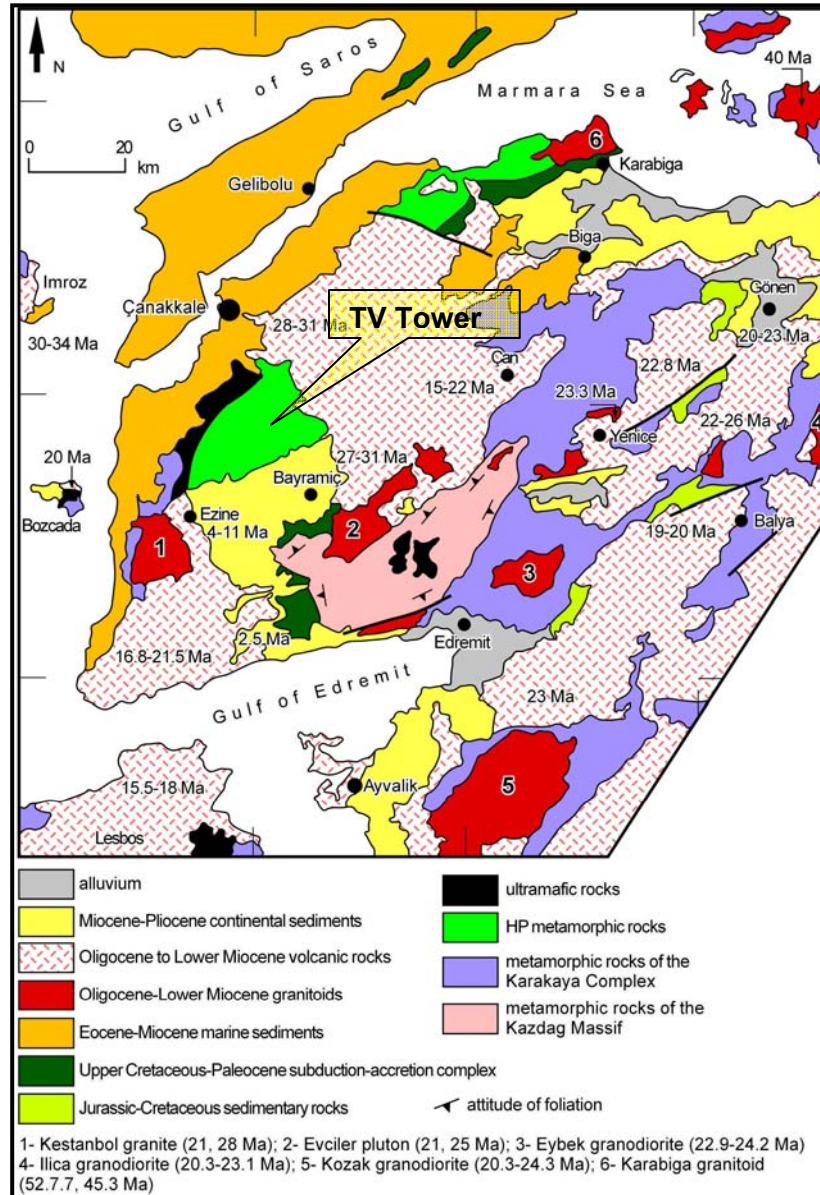 Gulf of Saros
Marmara Sea
40 Ma
N
0 20
km
6
Karabiga
Gelibolu
Biga
Imroz
Gönen
Çanakkale
28-31 Ma
TV Tower
30-34 Ma
20-23 Ma
Çan
22.8 Ma
15-22 Ma
23.3 Ma
22-26 Ma
4
Yenice
20 Ma
27-31 Ma
Bayramiç
Bozcada
Ezine
4-11 Ma
2
19-20 Ma
Balya
1
3
2.5 Ma
Edremit
16.8-21.5 Ma
Gulf of Edremit
23 Ma
15.5-18 Ma
Ayvalik
5
Lesbos
alluvium
Miocene-Pliocene continental sediments
Oligocene to Lower Miocene volcanic rocks
Oligocene-Lower Miocene granitoids
Eocene-Miocene marine sediments
Upper Cretaceous-Paleocene subduction-accretion complex
Jurassic-Cretaceous sedimentary rocks
ultramafic rocks
HP metamorphic rocks
metamorphic rocks of the
Karakaya Complex
metamorphic rocks of the
Kazdag Massif
attitude of foliation
1- Kestanbol granite (21, 28 Ma); 2- Evciler pluton (21, 25 Ma); 3- Eybek granodiorite (22.9-24.2 Ma)
4- Ilica granodiorite (20.3-23.1 Ma); 5- Kozak granodiorite (20.3-24.3 Ma); 6- Karabiga granitoid
(52.7.7, 45.3 Ma)